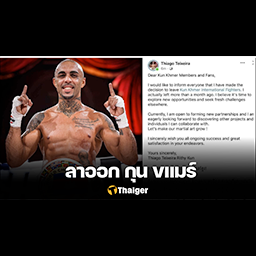 Thiago Teixeira
Dear Kun Khmer Members and Fans,
I would like to inform everyone that I have made the
decision to leave Kun Khmer International Fighters. I
actually left more than a month ago. I believe it's time to
explore new opportunities and seek fresh challenges
elsewhere.
Currently, I am open to forming new partnerships and I am
eagerly looking forward to discovering other projects and
individuals I can collaborate with.
Let's make our martial art grow !
I sincerely wish you all ongoing success and great
satisfaction in your endeavors.
Yours sincerely,
Thiago Teixeira
ลาออก กุน ขแมร์
Thaiger